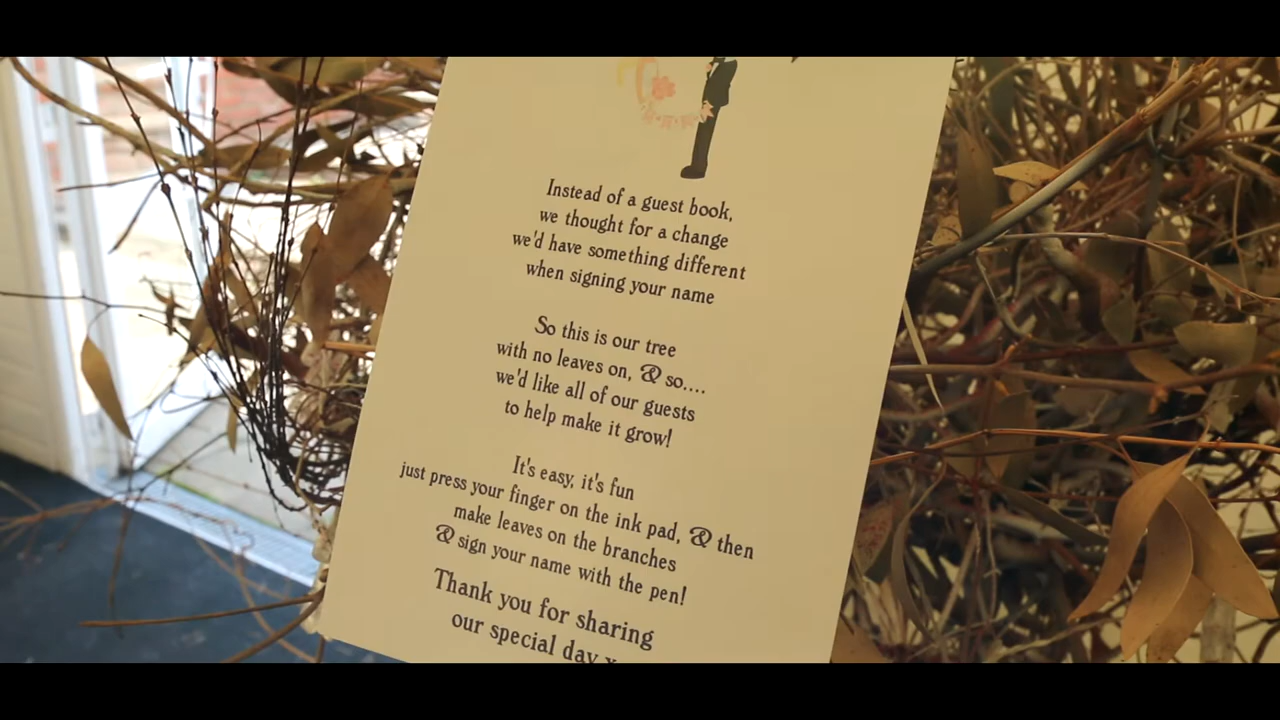 Instead of a guest book,
we thought for a change
we'd have something different
when signing your name
So this is our tree
with no leaves on, & so....
we'd like all of our guests
to help make it grow!
It's easy, it's fun
just press your finger on the ink pad, & then
make leaves on the branches
& sign your name with the pen!
Thank you for sharing
our special day